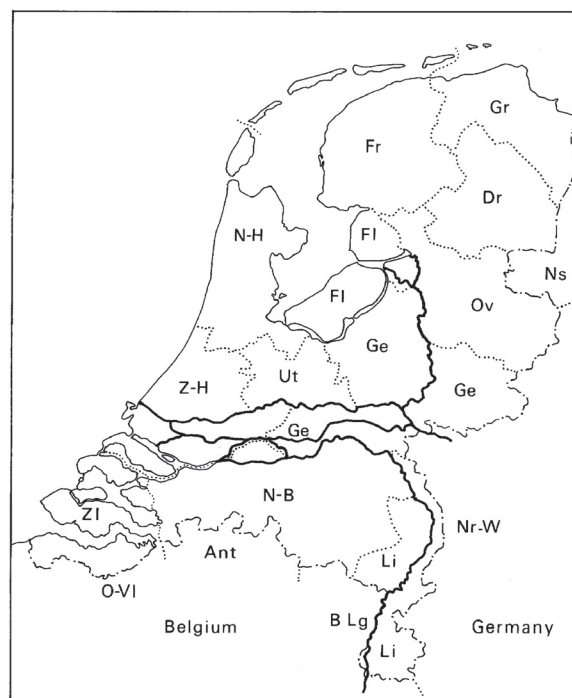 Gr
Fr
Dr
N-H
Fl
Ns
Fl
Ov
Ge
Ut
Z-H
Ge
Ge
N-B
Zl
Nr-W
Ant
Li
O-Vl
B Lg
Belgium
Germany
Li